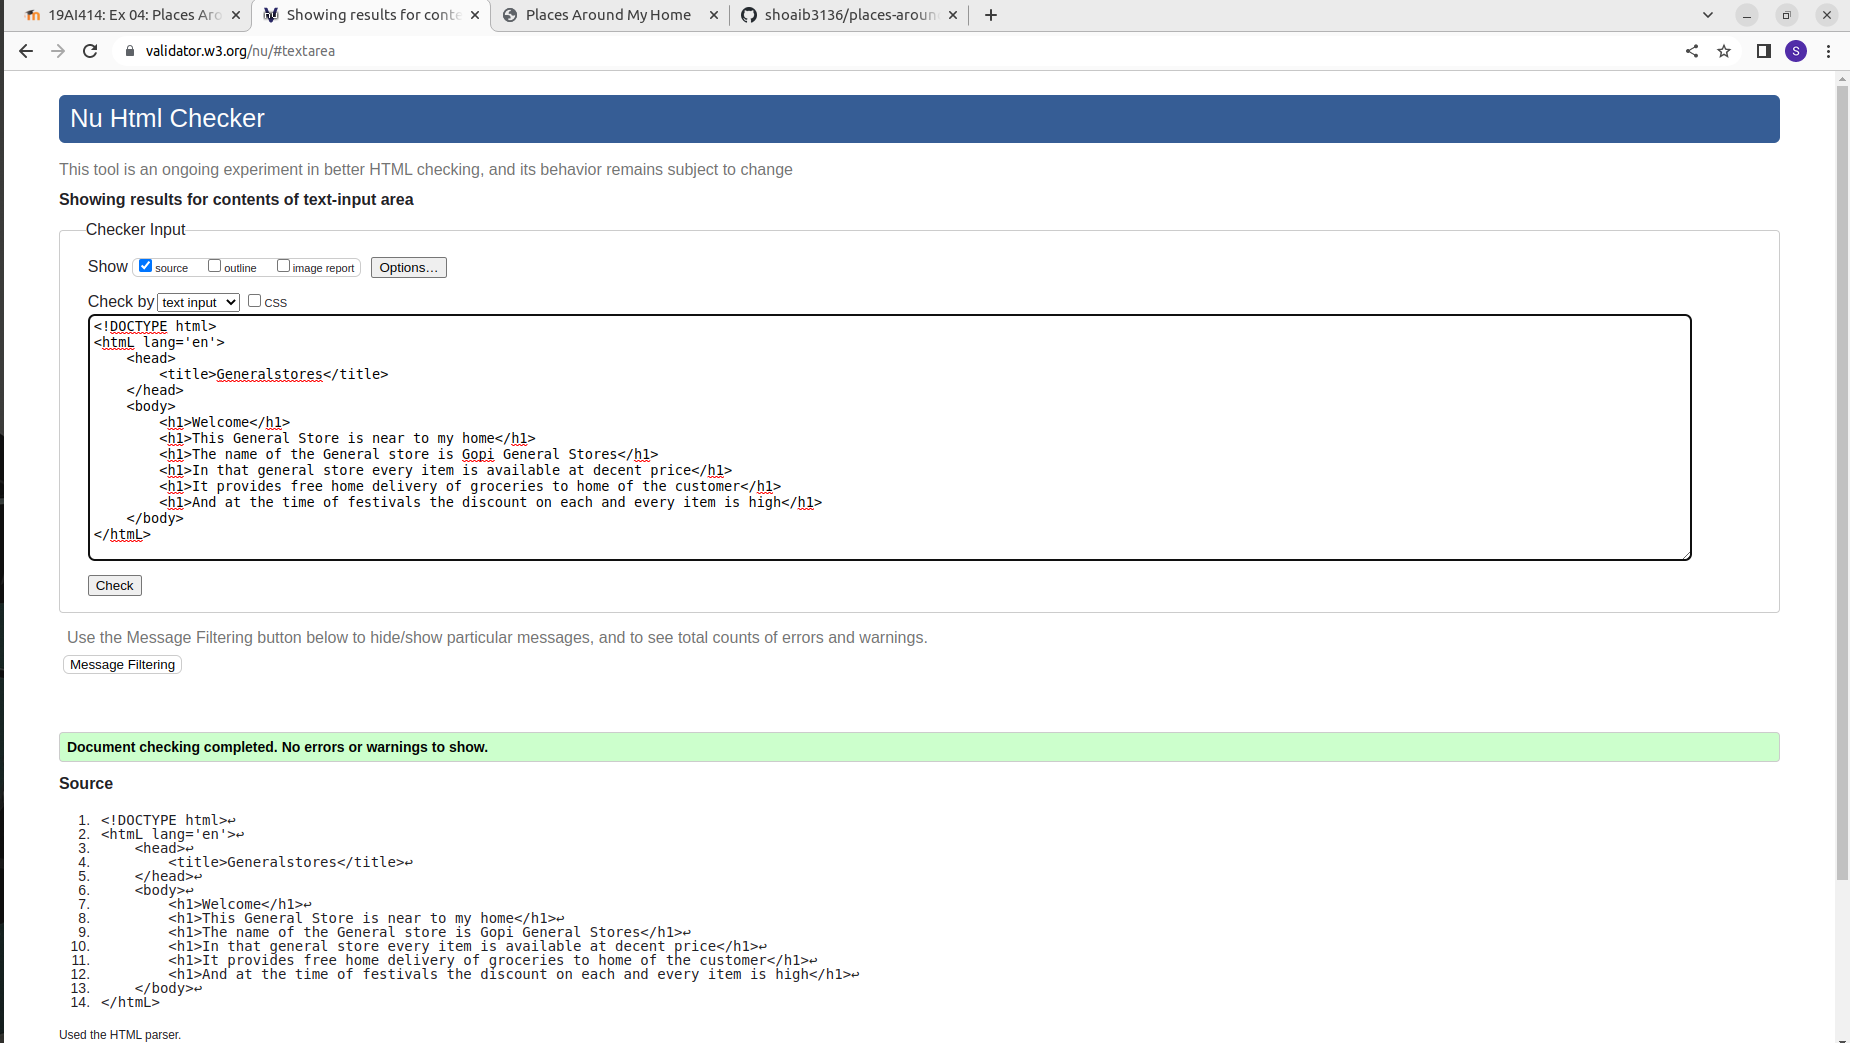 19AI414: Ex 04: Places Aro
Showing results for conte
Places Around My Home
shoaib3136/places-aroun
validator.w3.org/nu/#textarea
S
Nu Html Checker
This tool is an ongoing experiment in better HTML checking, and its behavior remains subject to change
Showing results for contents of text-input area
Checker Input
Show source outline image report Options...
Check by text input CSS
<!DOCTYPE html>
<htmL lang='en'>
    <head>
        <title>Generalstores</title>
    </head>
    <body>
        <h1>Welcome</h1>
        <h1>This General Store is near to my home</h1>
        <h1>The name of the General store is Gopi General Stores</h1>
        <h1>In that general store every item is available at decent price</h1>
        <h1>It provides free home delivery of groceries to home of the customer</h1>
        <h1>And at the time of festivals the discount on each and every item is high</h1>
    </body>
</htmL>
Check
Use the Message Filtering button below to hide/show particular messages, and to see total counts of errors and warnings.
Message Filtering
Document checking completed. No errors or warnings to show.
Source
1. <!DOCTYPE html>↩
2. <htmL lang='en'>↩
3.     <head>↩
4.         <title>Generalstores</title>↩
5.     </head>↩
6.     <body>↩
7.         <h1>Welcome</h1>↩
8.         <h1>This General Store is near to my home</h1>↩
9.         <h1>The name of the General store is Gopi General Stores</h1>↩
10.         <h1>In that general store every item is available at decent price</h1>↩
11.         <h1>It provides free home delivery of groceries to home of the customer</h1>↩
12.         <h1>And at the time of festivals the discount on each and every item is high</h1>↩
13.     </body>↩
14. </htmL>
Used the HTML parser.